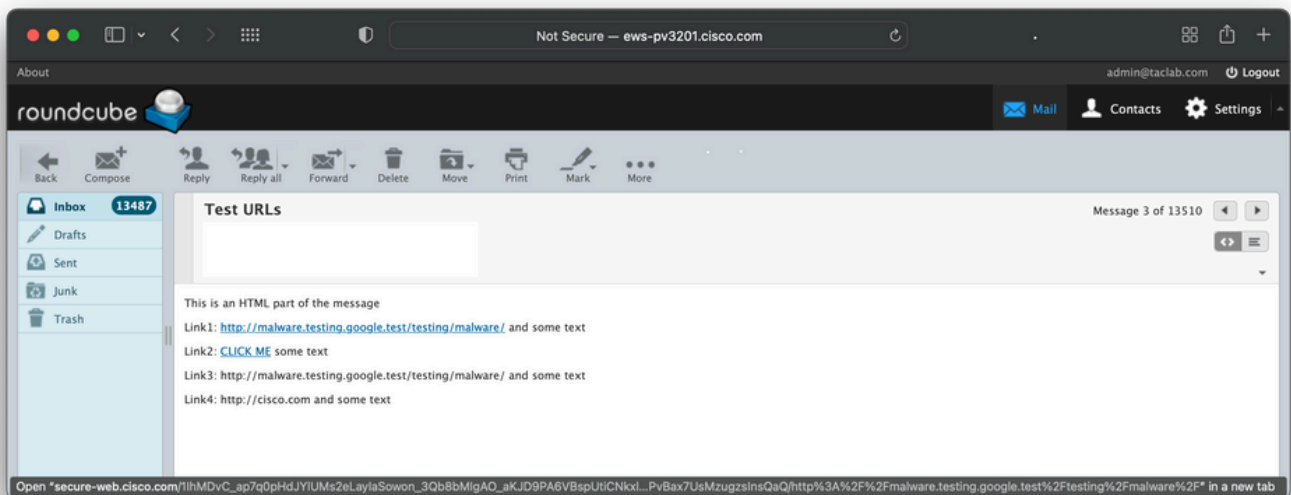 Not Secure — ews-pv3201.cisco.com
About
admin@taclab.com Logout
roundcube
Mail Contacts Settings
Back Compose Reply Reply all Forward Delete Move Print Mark More
Inbox 13487
Drafts
Sent
Junk
Trash
Test URLs
Message 3 of 13510
This is an HTML part of the message
Link1: http://malware.testing.google.test/testing/malware/ and some text
Link2: CLICK ME some text
Link3: http://malware.testing.google.test/testing/malware/ and some text
Link4: http://cisco.com and some text
Open "secure-web.cisco.com/1lhMDvC_ap7q0pHdJYlUMs2eLaylaSowon_3Qb8bMlgAO_aKJD9PA6VBspUtiCNkxl...PvBax7UsMzugzsInsQaQ/http%3A%2F%2Fmalware.testing.google.test%2Ftesting%2Fmalware%2F" in a new tab